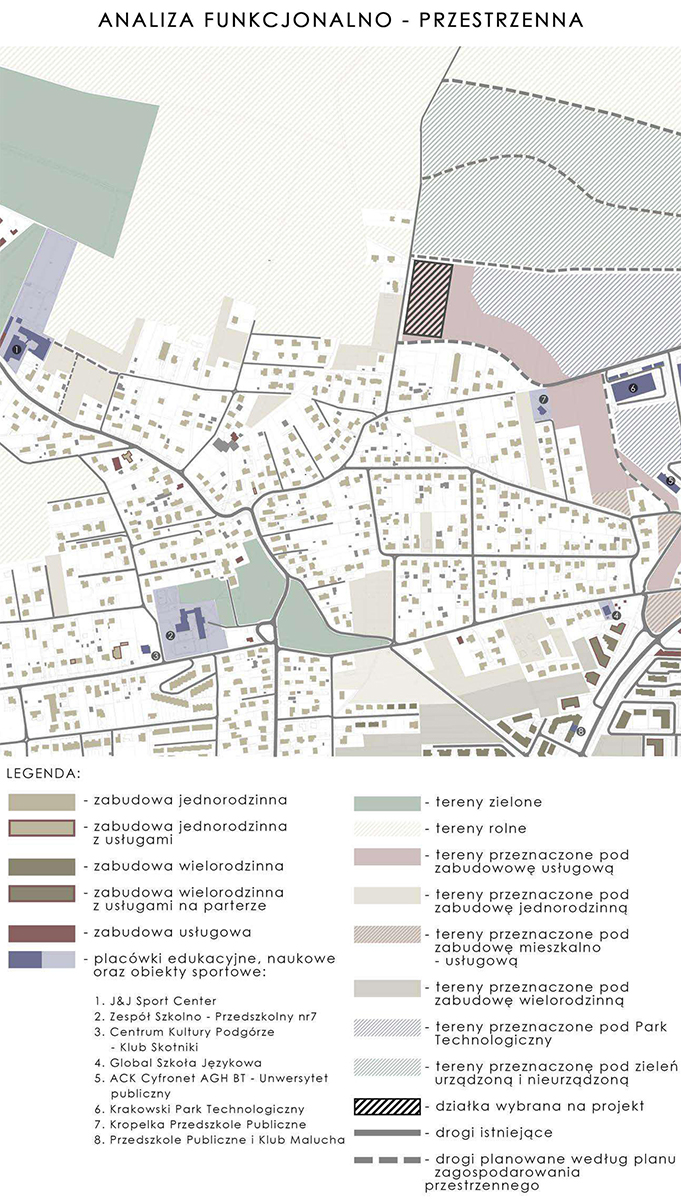 ANALIZA FUNKCJONALNO - PRZESTRZENNA
1
2
3
4
5
6
7
8
LEGENDA:
- zabudowa jednorodzinna
- zabudowa jednorodzinna
z usługami
- zabudowa wielorodzinna
- zabudowa wielorodzinna
z usługami na parterze
- zabudowa usługowa
- placówki edukacyjne, naukowe
oraz obiekty sportowe:
1. J&J Sport Center
2. Zespół Szkolno - Przedszkolny nr7
3. Centrum Kultury Podgórze
- Klub Skotniki
4. Global Szkoła Językowa
5. ACK Cyfronet AGH BT - Unwersytet
publiczny
6. Krakowski Park Technologiczny
7. Kropelka Przedszkole Publiczne
8. Przedszkole Publiczne i Klub Malucha
- tereny zielone
- tereny rolne
- tereny przeznaczone pod
zabudowowę usługową
- tereny przeznaczone pod
zabudowę jednorodzinną
- tereny przeznaczone pod
zabudowę mieszkalno
- usługową
- tereny przeznaczone pod
zabudowę wielorodzinną
- tereny przeznaczone pod Park
Technologiczny
- tereny przeznaczonę pod zieleń
urządzoną i nieurządzoną
- działka wybrana na projekt
- drogi istniejące
- drogi planowane według planu
zagospodarowania
przestrzennego